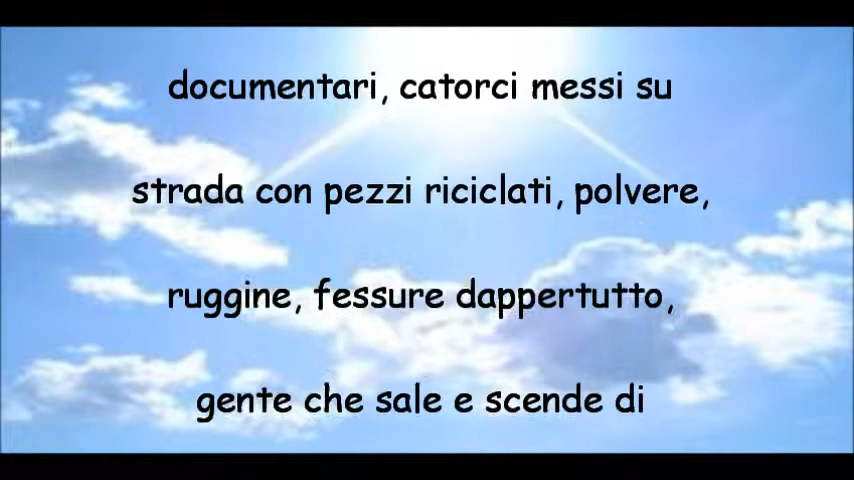 documentari, catorci messi su
strada con pezzi riciclati, polvere,
ruggine, fessure dappertutto,
gente che sale e scende di